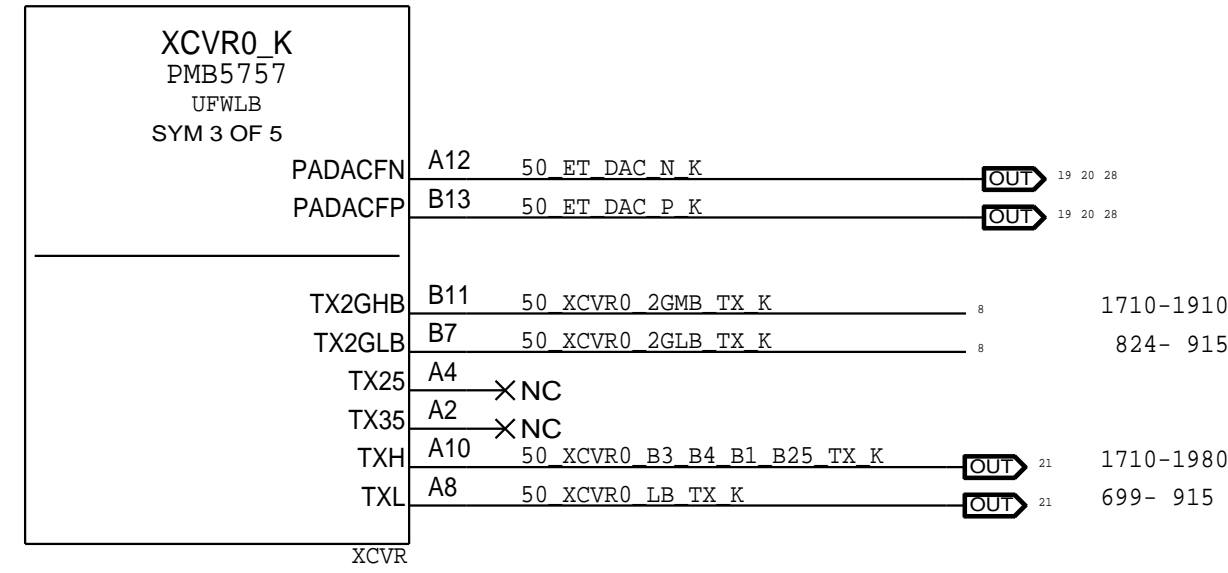 XCVR0_K
PMB5757
UFWLB
SYM 3 OF 5
PADACFN A12 50_ET_DAC_N_K OUT 19 20 28
PADACFP B13 50_ET_DAC_P_K OUT 19 20 28
TX2GHB B11 50_XCVR0_2GMB_TX_K 8 1710-1910
TX2GLB B7 50_XCVR0_2GLB_TX_K 8 824- 915
TX25 A4 NC
TX35 A2 NC
TXH A10 50_XCVR0_B3_B4_B1_B25_TX_K OUT 21 1710-1980
TXL A8 50_XCVR0_LB_TX_K OUT 21 699- 915
XCVR